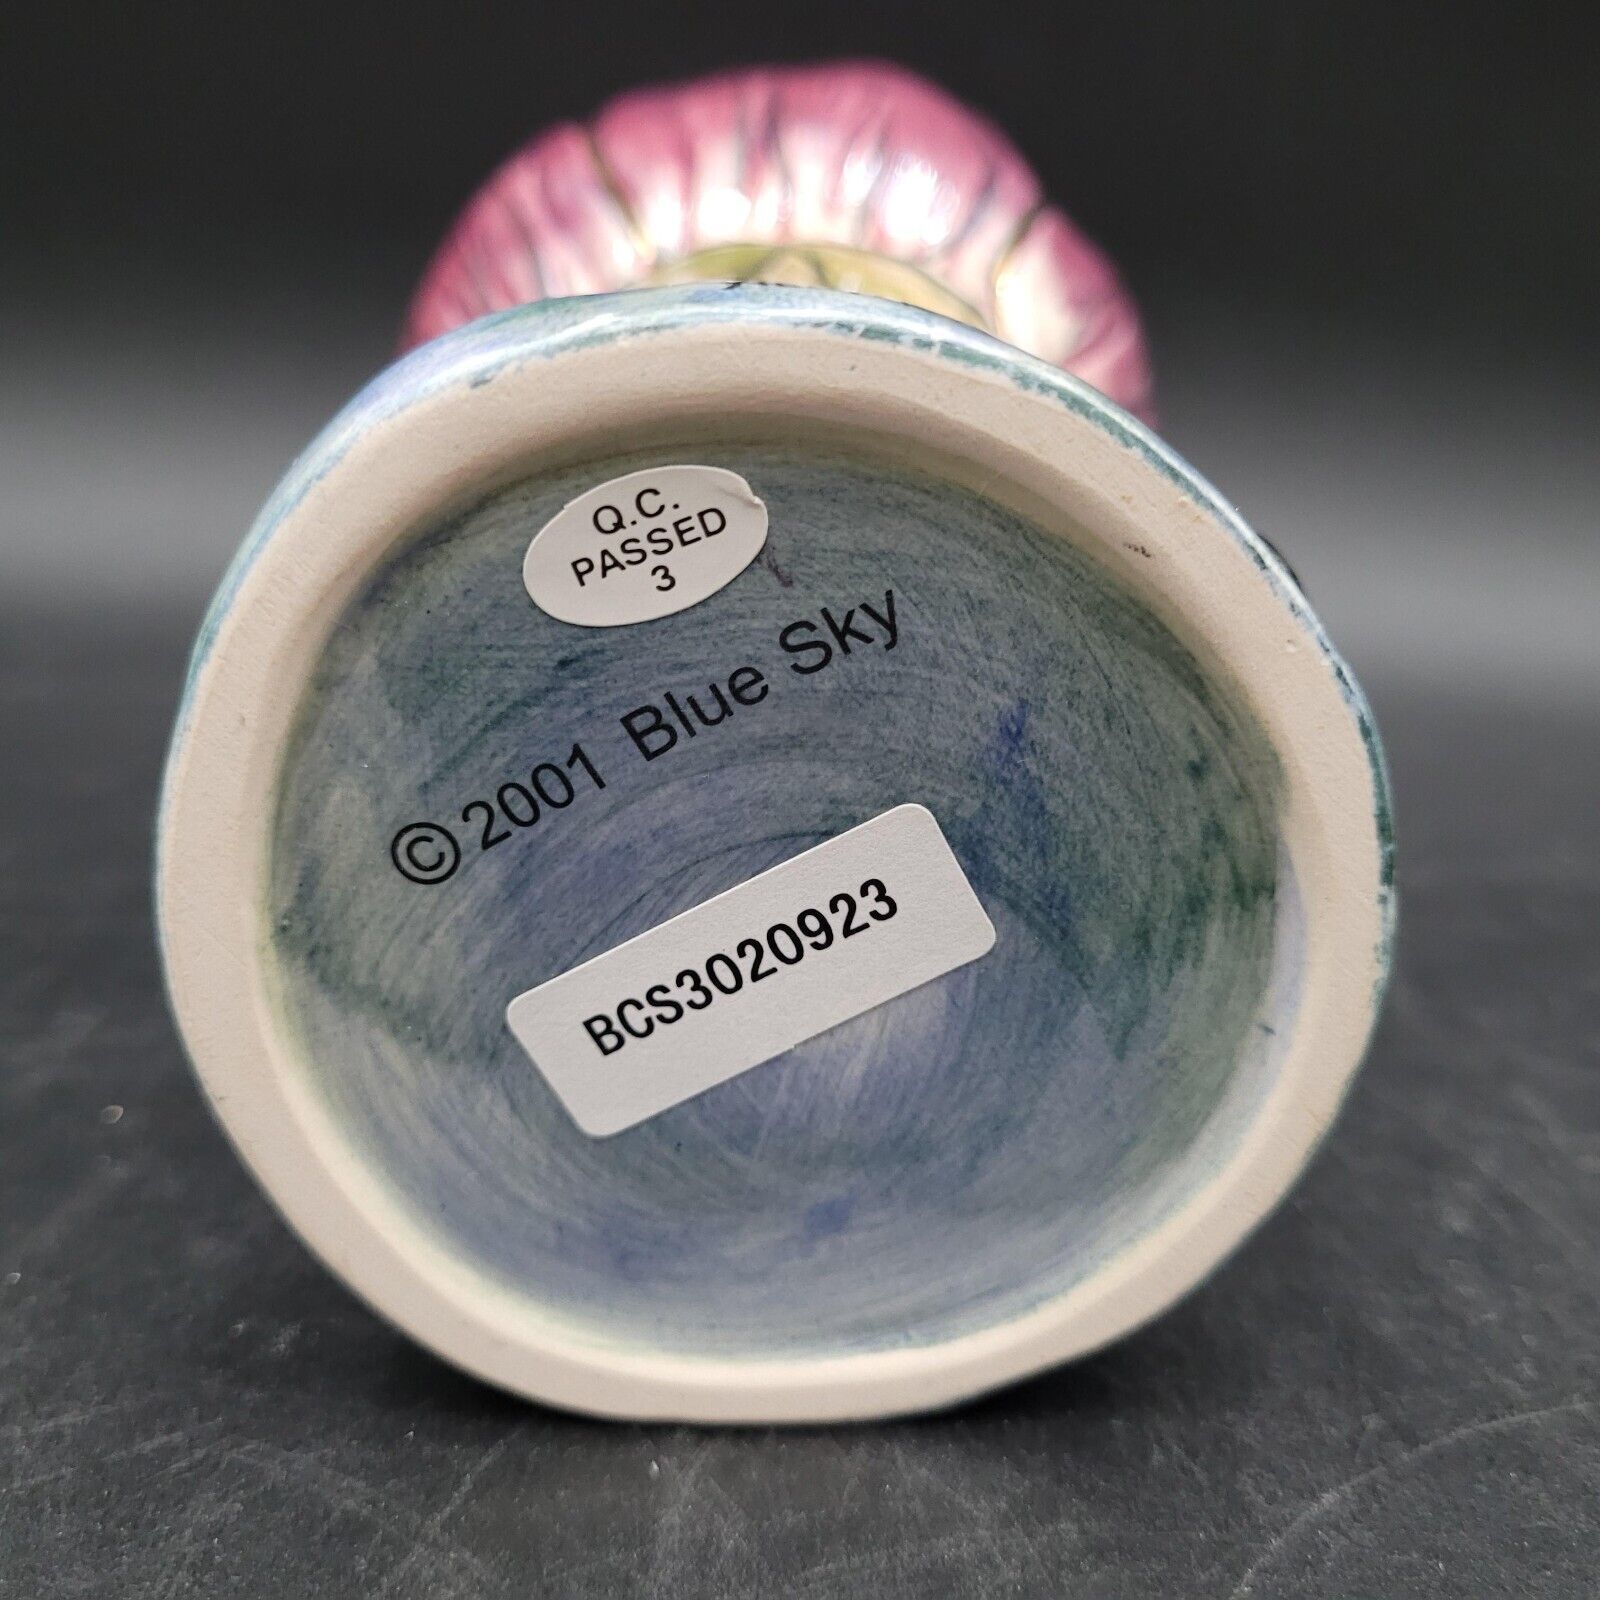 Q.C.
PASSED
3
©2001 Blue Sky
BCS3020923